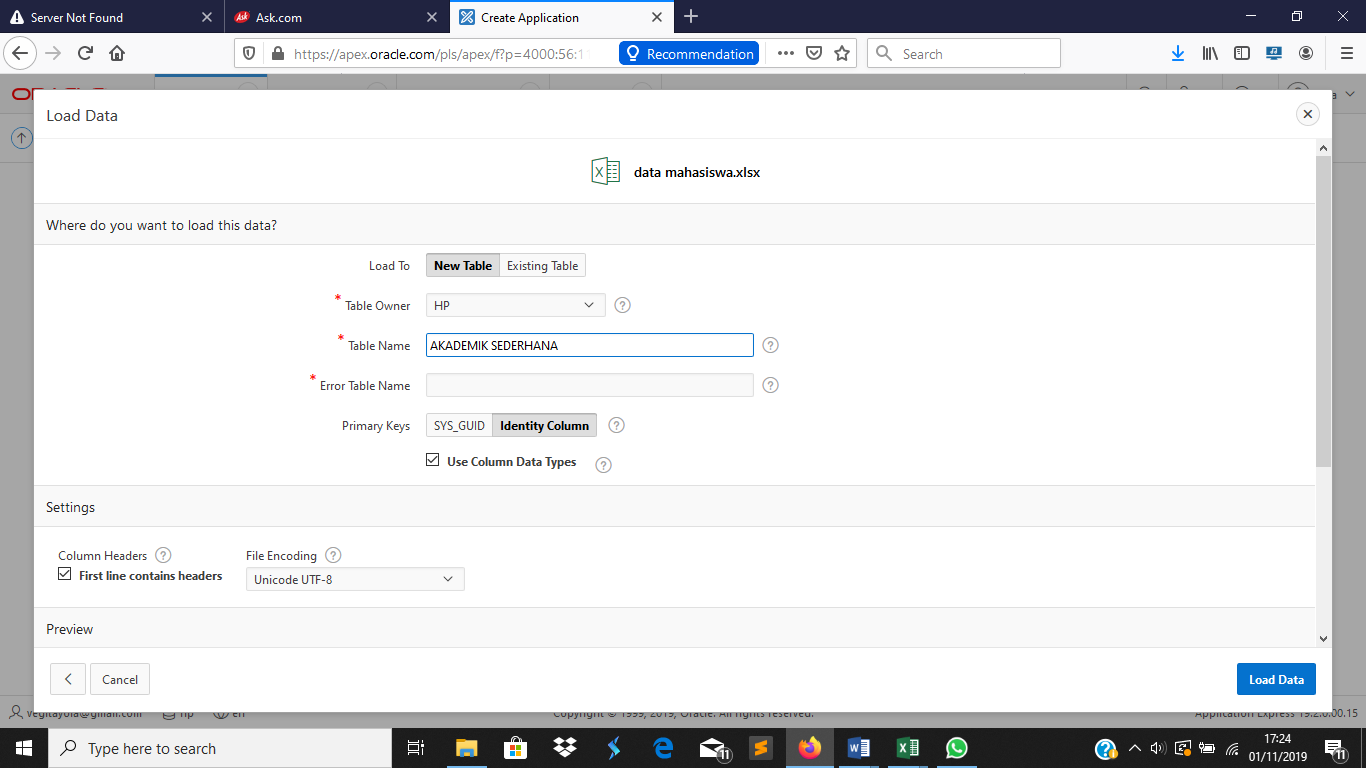 Server Not Found
Ask.com
Create Application
https://apex.oracle.com/pls/apex/f?p=4000:56:1
Recommendation
Search
Load Data
data mahasiswa.xlsx
Where do you want to load this data?
Load To
New Table
Existing Table
* Table Owner
HP
* Table Name
AKADEMIK SEDERHANA
* Error Table Name
Primary Keys
SYS_GUID
Identity Column
Use Column Data Types
Settings
Column Headers
File Encoding
First line contains headers
Unicode UTF-8
Preview
Cancel
Load Data
vegitayola@gmail.com
hp
en
Copyright © 1999, 2019, Oracle. All rights reserved.
Application Express 19.2.0.00.15
Type here to search
11
17:24
01/11/2019
11